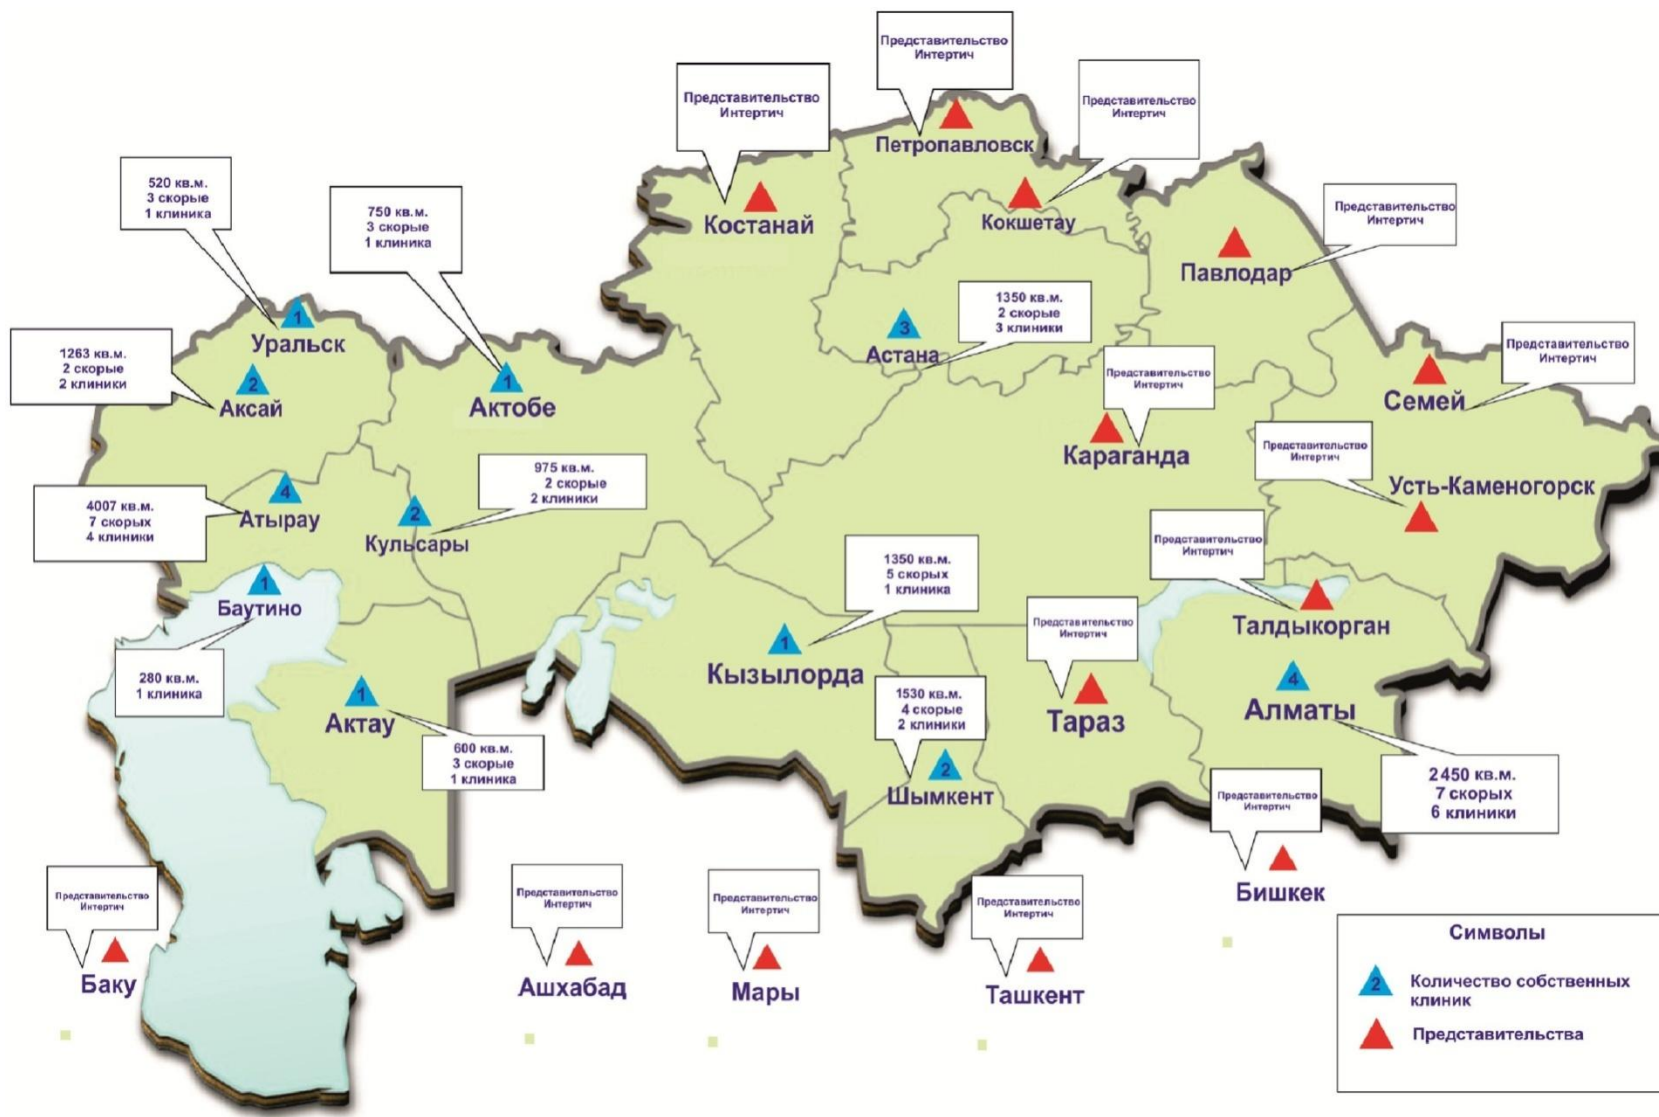 Представительство
Интертич
Петропавловск
Представительство
Интертич
Костанай
Представительство
Интертич
Кокшетау
Представительство
Интертич
Павлодар
520 кв.м.
3 скорые
1 клиника
1
Уральск
750 кв.м.
3 скорые
1 клиника
1
Актобе
1350 кв.м.
2 скорые
3 клиники
3
Астана
1263 кв.м.
2 скорые
2 клиники
2
Аксай
Представительство
Интертич
Семей
Представительство
Интертич
Караганда
Представительство
Интертич
Усть-Каменогорск
4007 кв.м.
7 скорых
4 клиники
4
Атырау
975 кв.м.
2 скорые
2 клиники
2
Кульсары
Представительство
Интертич
Талдыкорган
1350 кв.м.
5 скорых
1 клиника
1
Кызылорда
1
Баутино
280 кв.м.
1 клиника
Представительство
Интертич
Тараз
1
Актау
600 кв.м.
3 скорые
1 клиника
1530 кв.м.
4 скорые
2 клиники
2
Шымкент
4
Алматы
2 450 кв.м.
7 скорых
6 клиники
Представительство
Интертич
Бишкек
Представительство
Интертич
Баку
Представительство
Интертич
Ашхабад
Представительство
Интертич
Мары
Представительство
Интертич
Ташкент
Символы
2
Количество собственных
клиник
Представительства